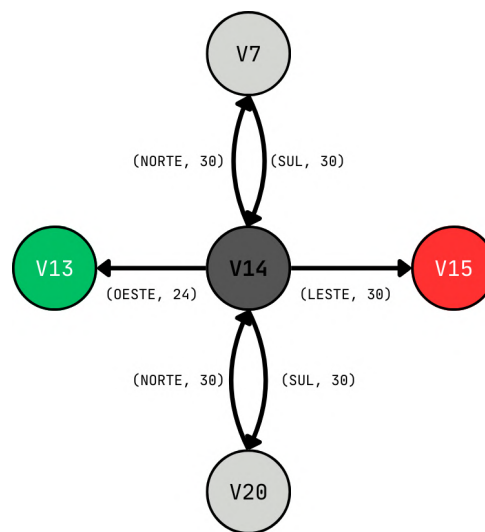 V7
(NORTE, 30)
(SUL, 30)
V13
V14
V15
(OESTE, 24)
(LESTE, 30)
(NORTE, 30)
(SUL, 30)
V20